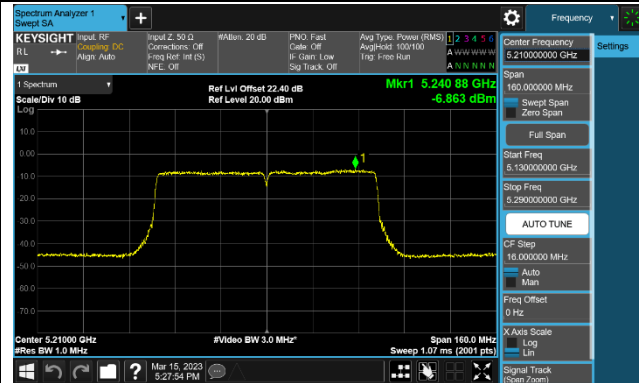 Spectrum Analyzer 1
Swept SA
+
Frequency
KEYSIGHT
RL
LXI
Input: RF
Coupling: DC
Align: Auto
Input Z: 50 Ω
Corrections: Off
Freq Ref: Int (S)
NFE: Off
#Atten: 20 dB
PNO: Fast
Gate: Off
IF Gain: Low
Sig Track: Off
Avg Type: Power (RMS)
Avg|Hold: 100/100
Trig: Free Run
1 2 3 4 5 6
A W W W W W
A N N N N N
1 Spectrum
Scale/Div 10 dB
Log
Ref Lvl Offset 22.40 dB
Ref Level 20.00 dBm
Mkr1 5.240 88 GHz
-6.863 dBm
10.0
0.00
-10.0
-20.0
-30.0
-40.0
-50.0
-60.0
-70.0
1
Center 5.21000 GHz
#Res BW 1.0 MHz
#Video BW 3.0 MHz*
Span 160.0 MHz
Sweep 1.07 ms (2001 pts)
Mar 15, 2023
5:27:54 PM
?
Center Frequency
5.210000000 GHz
Settings
Span
160.000000 MHz
Swept Span
Zero Span
Full Span
Start Freq
5.130000000 GHz
Stop Freq
5.290000000 GHz
AUTO TUNE
CF Step
16.000000 MHz
Auto
Man
Freq Offset
0 Hz
X Axis Scale
Log
Lin
Signal Track
(Span Zoom)